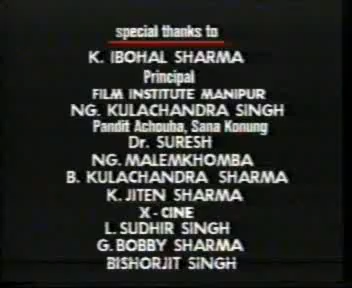 special thanks to
K. IBOHAL SHARMA
Principal
FILM INSTITUTE MANIPUR
NG. KULACHANDRA SINGH
Pandit Achouba, Sana Konung
Dr. SURESH
NG. MALEMKHOMBA
B. KULACHANDRA SHARMA
K. JITEN SHARMA
X - CINE
L. SUDHIR SINGH
G. BOBBY SHARMA
BISHORJIT SINGH